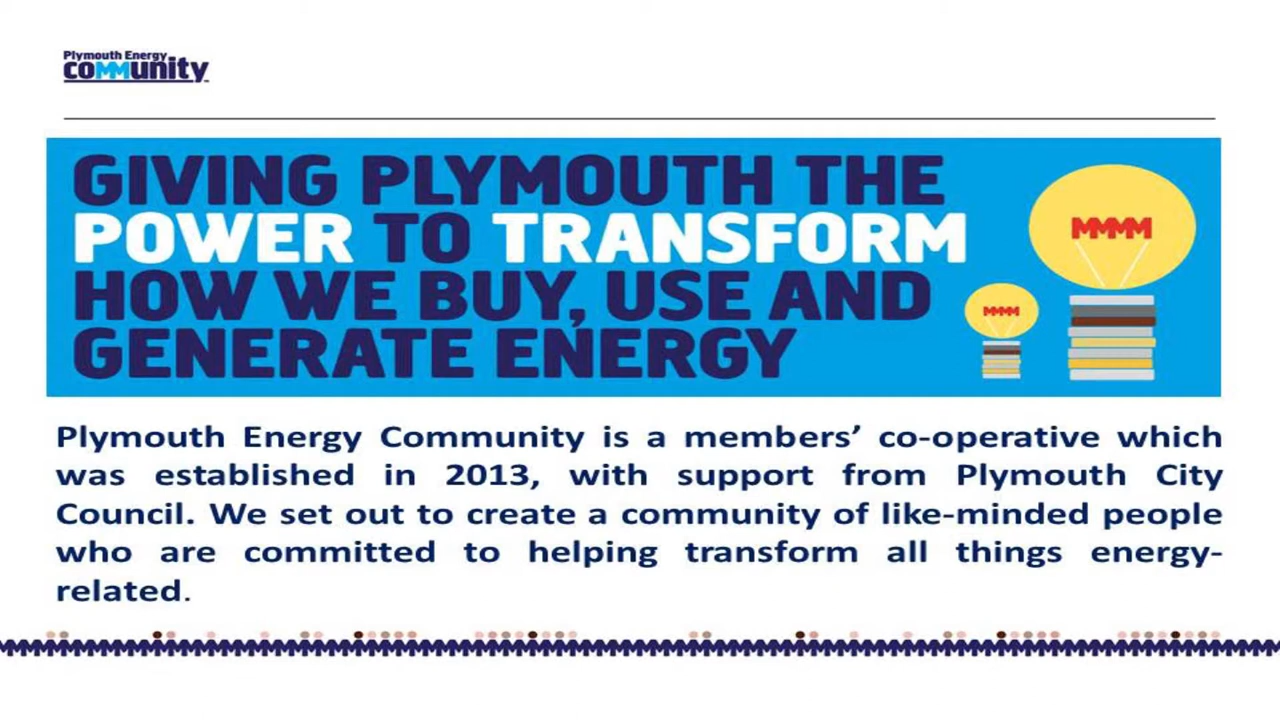 Plymouth Energy
community
GIVING PLYMOUTH THE
POWER TO TRANSFORM
HOW WE BUY, USE AND
GENERATE ENERGY
Plymouth Energy Community is a members’ co-operative which
was established in 2013, with support from Plymouth City
Council. We set out to create a community of like-minded people
who are committed to helping transform all things energy-
related.